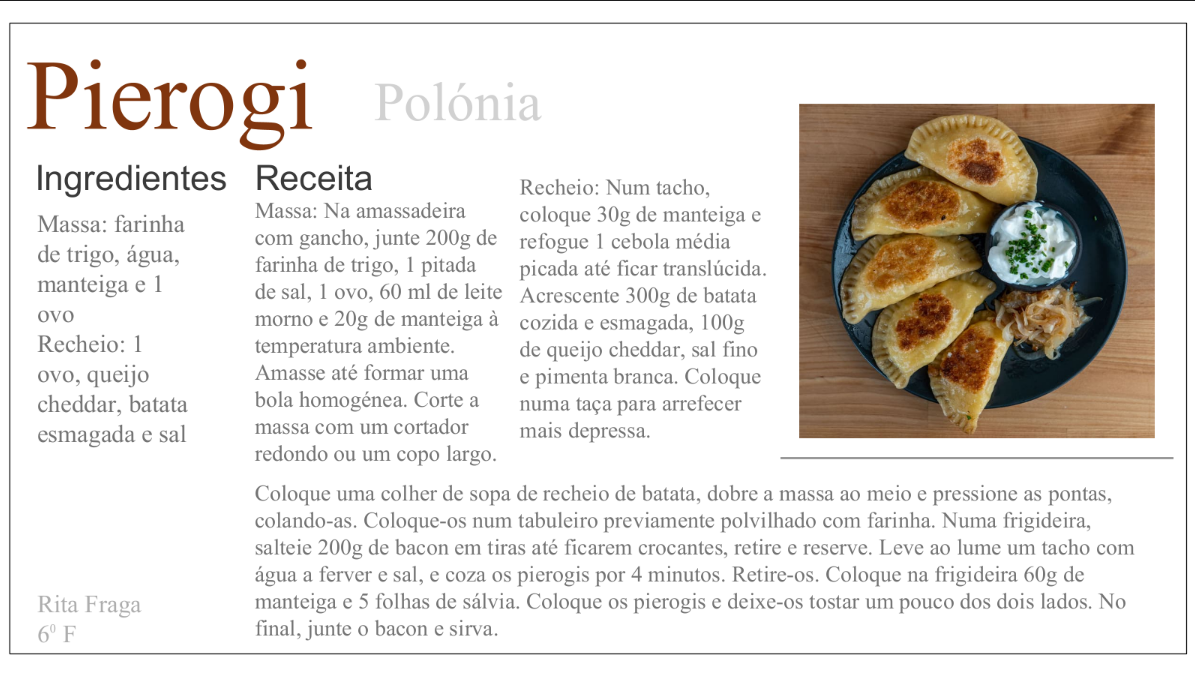 Pierogi
Polónia
Ingredientes
Massa: farinha
de trigo, água,
manteiga e 1
ovo
Recheio: 1
ovo, queijo
cheddar, batata
esmagada e sal
Receita
Massa: Na amassadeira
com gancho, junte 200g de
farinha de trigo, 1 pitada
de sal, 1 ovo, 60 ml de leite
morno e 20g de manteiga à
temperatura ambiente.
Amasse até formar uma
bola homogénea. Corte a
massa com um cortador
redondo ou um copo largo.
Recheio: Num tacho,
coloque 30g de manteiga e
refogue 1 cebola média
picada até ficar translúcida.
Acrescente 300g de batata
cozida e esmagada, 100g
de queijo cheddar, sal fino
e pimenta branca. Coloque
numa taça para arrefecer
mais depressa.
Coloque uma colher de sopa de recheio de batata, dobre a massa ao meio e pressione as pontas,
colando-as. Coloque-os num tabuleiro previamente polvilhado com farinha. Numa frigideira,
salteie 200g de bacon em tiras até ficarem crocantes, retire e reserve. Leve ao lume um tacho com
água a ferver e sal, e coza os pierogis por 4 minutos. Retire-os. Coloque na frigideira 60g de
manteiga e 5 folhas de sálvia. Coloque os pierogis e deixe-os tostar um pouco dos dois lados. No
final, junte o bacon e sirva.
Rita Fraga
6⁰ F